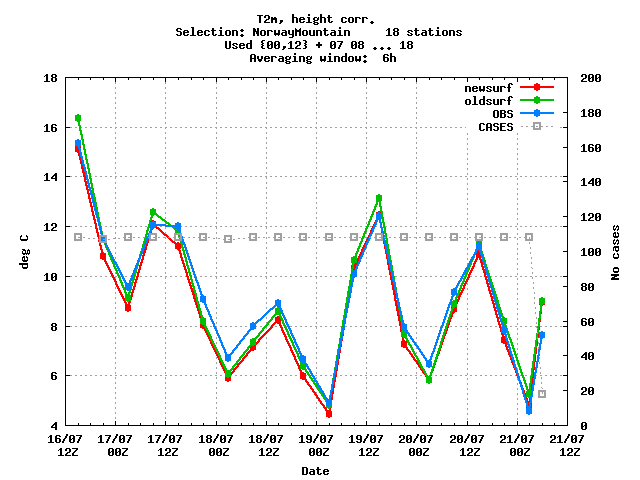 T2m, height corr.
Selection: NorwayMountain 18 stations
Used {00,12} + 07 08 ... 18
Averaging window: 6h
18
16
14
12
10
8
6
4
deg C
200
180
160
140
120
100
80
60
40
20
0
No cases
newsurf
oldsurf
OBS
CASES
16/07 17/07 17/07 18/07 18/07 19/07 19/07 20/07 20/07 21/07 21/07
12Z 00Z 12Z 00Z 12Z 00Z 12Z 00Z 12Z 00Z 12Z
Date